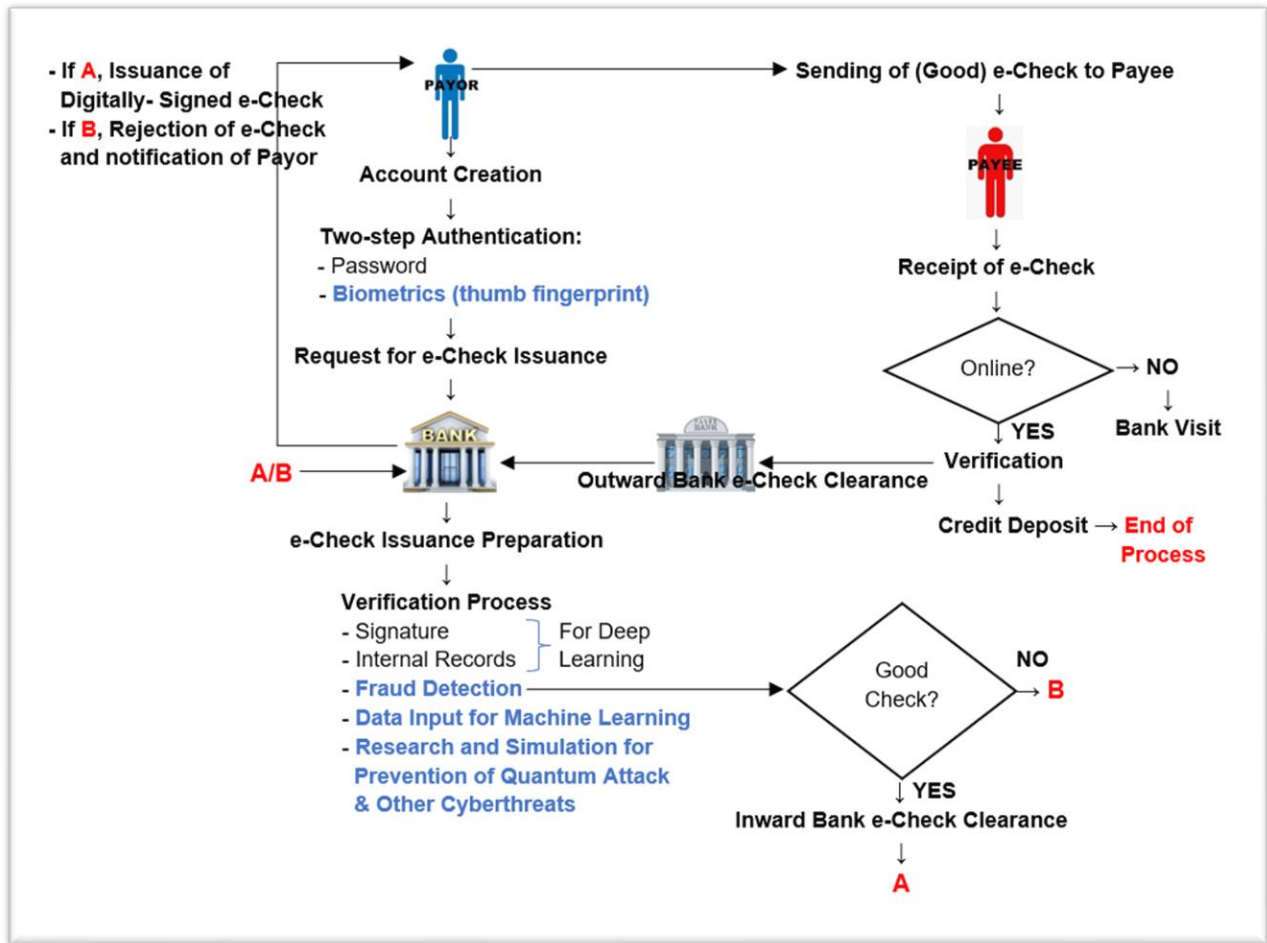 - If A, Issuance of
Digitally- Signed e-Check
- If B, Rejection of e-Check
and notification of Payor
PAYOR
Account Creation
↓
Two-step Authentication:
- Password
- Biometrics (thumb fingerprint)
↓
Request for e-Check Issuance
↓
BANK
A/B
↓
e-Check Issuance Preparation
↓
Verification Process
- Signature
- Internal Records
For Deep
Learning
- Fraud Detection
- Data Input for Machine Learning
- Research and Simulation for
Prevention of Quantum Attack
& Other Cyberthreats
Good
Check?
NO
→ B
↓ YES
Inward Bank e-Check Clearance
↓
A
Sending of (Good) e-Check to Payee
↓
PAYEE
↓
Receipt of e-Check
↓
Online?
→ NO
↓
Bank Visit
↓ YES
Verification
↓
Credit Deposit → End of
Process
PAYEE
BANK
Outward Bank e-Check Clearance